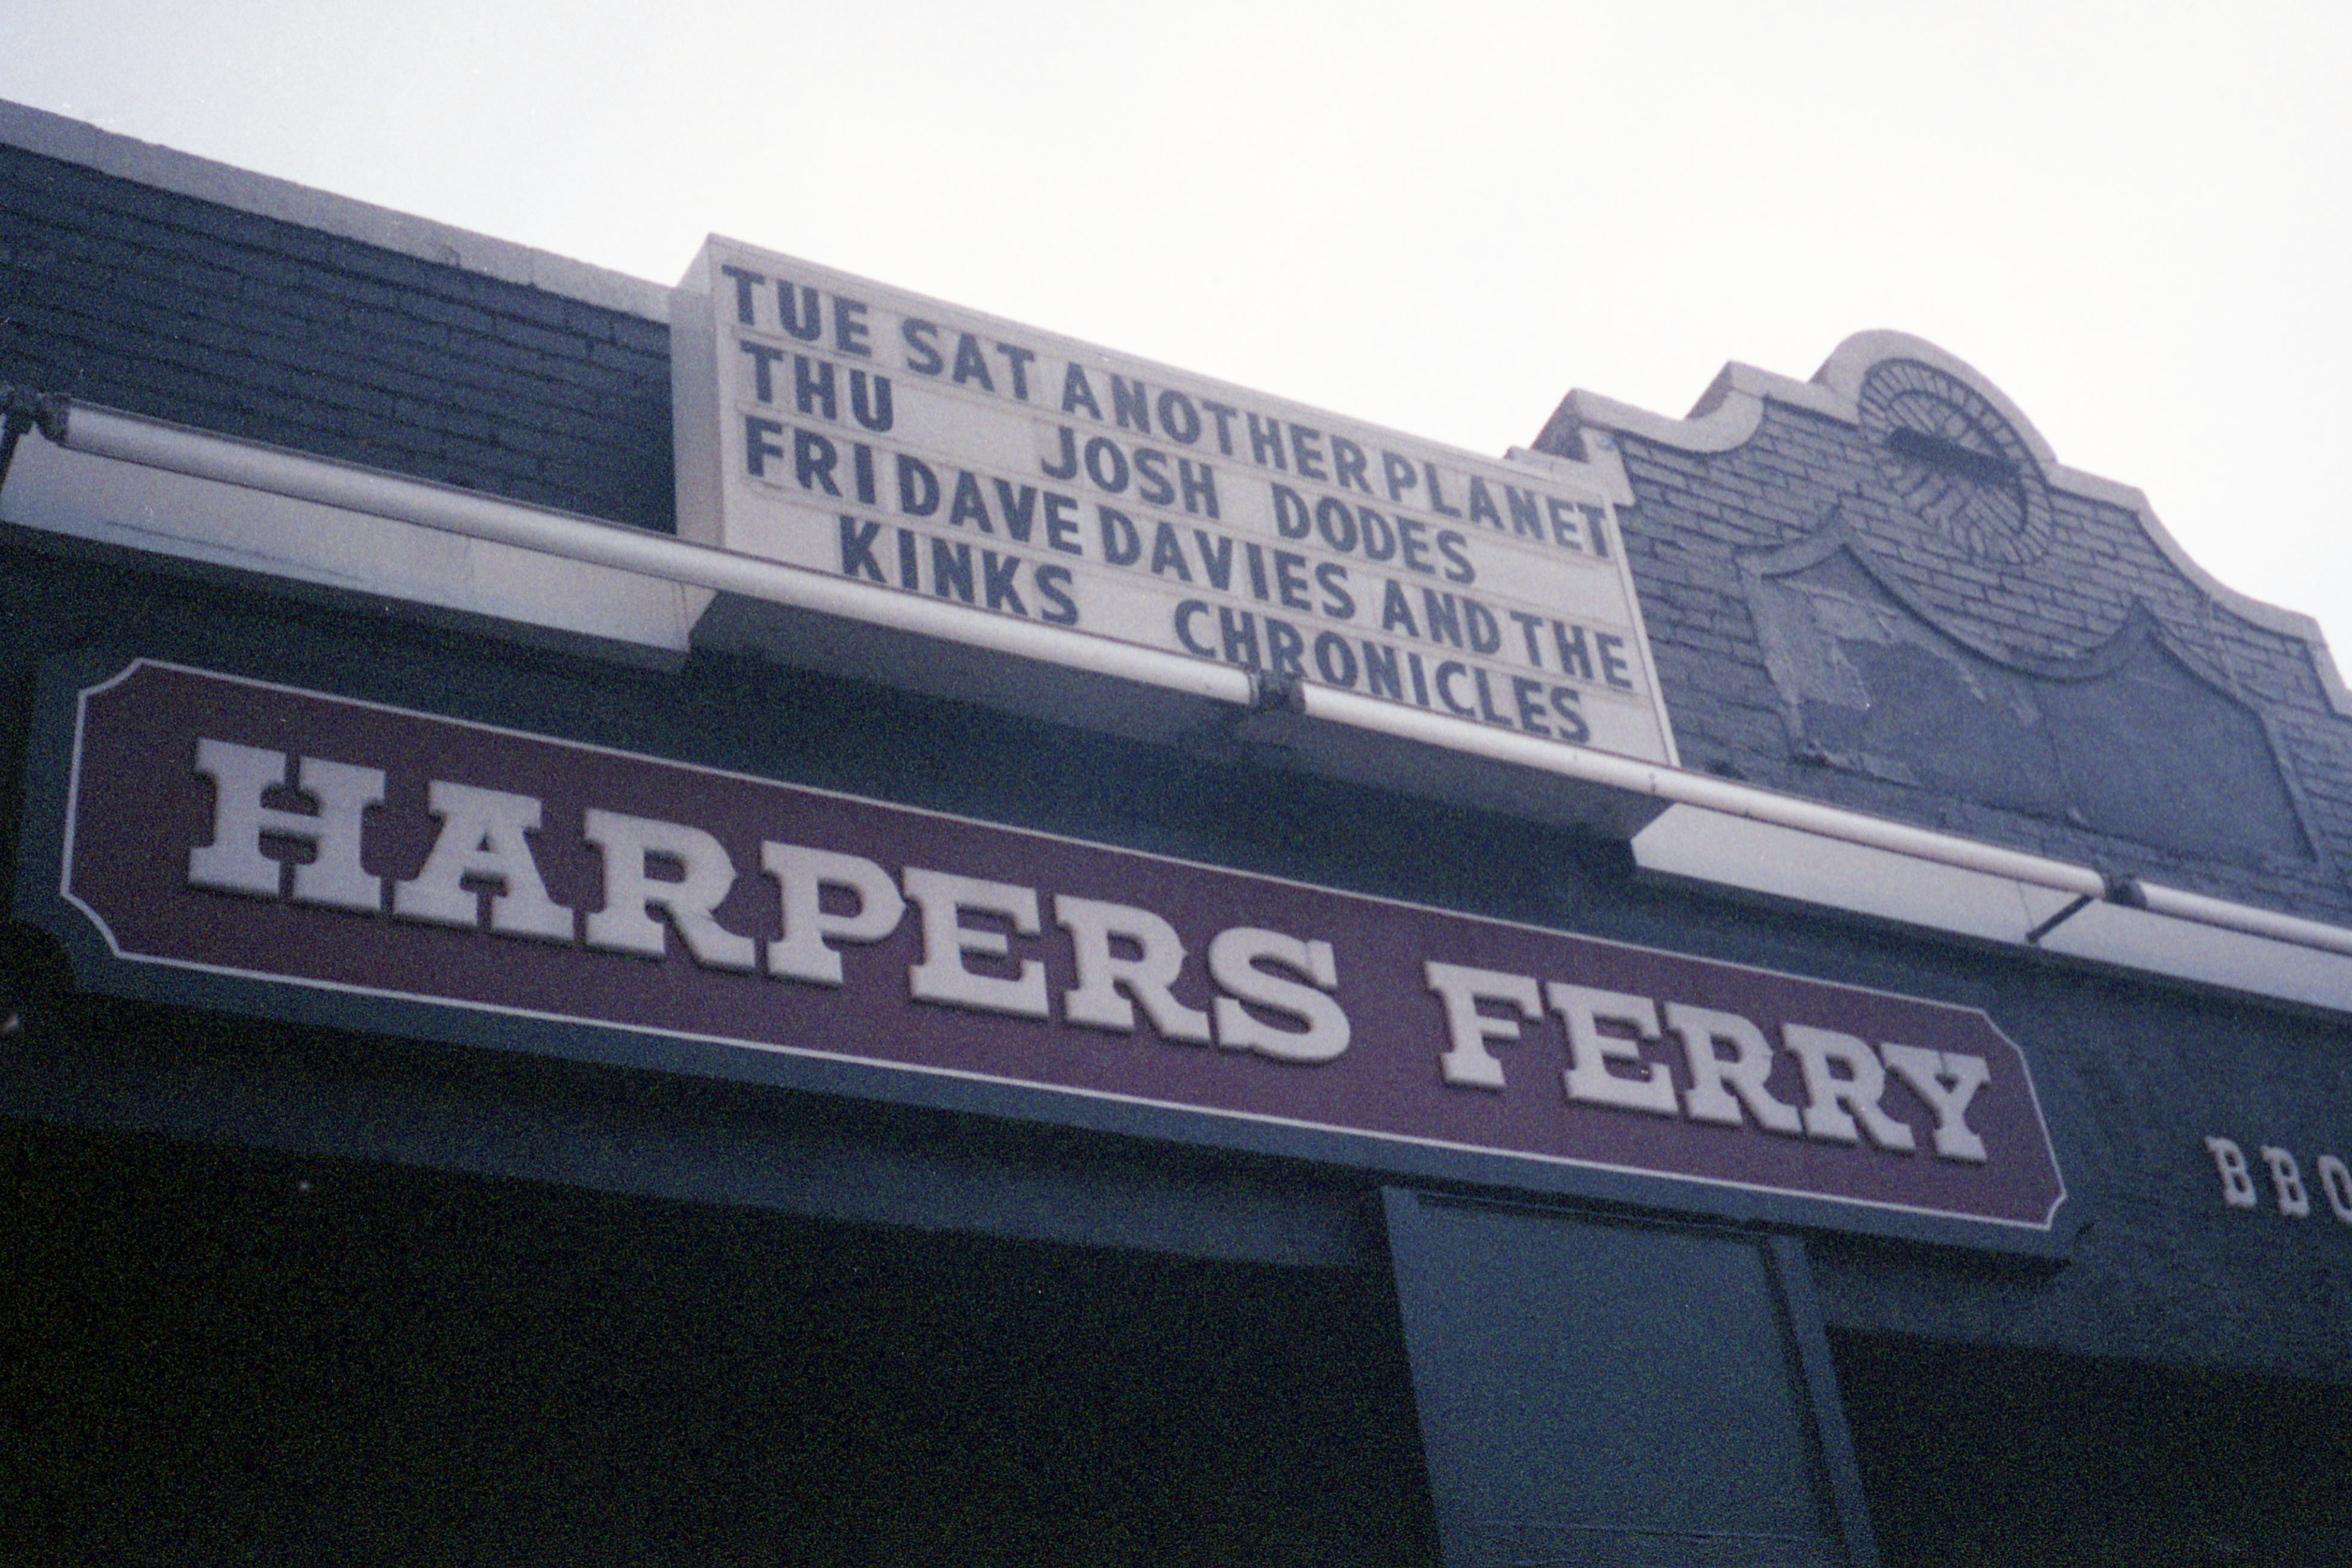 TUE SAT ANOTHER PLANET
THU JOSH DODES
FRI DAVE DAVIES AND THE
KINKS CHRONICLES
HARPERS FERRY